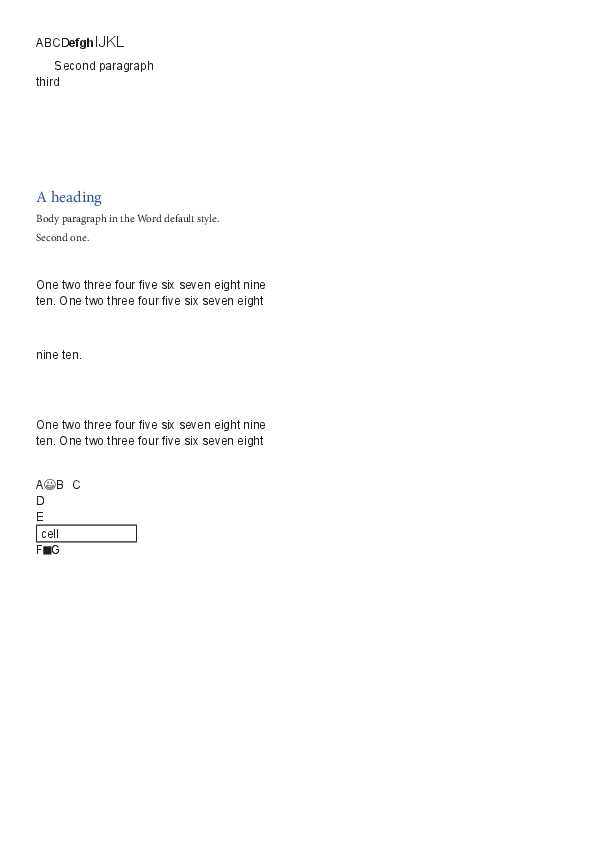 ABCDefghIJKL
Second paragraph
third
A heading
Body paragraph in the Word default style.
Second one.
One two three four five six seven eight nine
ten. One two three four five six seven eight
nine ten.
One two three four five six seven eight nine
ten. One two three four five six seven eight
A😀B C
D
E
cell
F■G